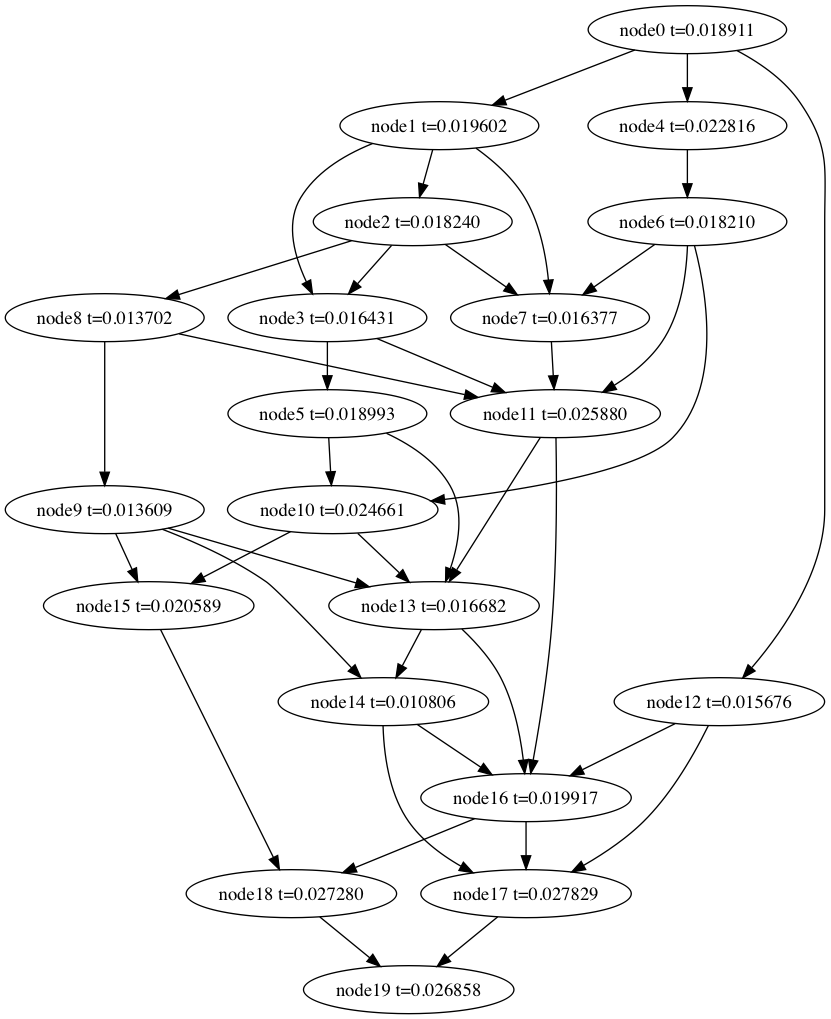 node0 t=0.018911
node1 t=0.019602
node4 t=0.022816
node2 t=0.018240
node6 t=0.018210
node8 t=0.013702
node3 t=0.016431
node7 t=0.016377
node5 t=0.018993
node11 t=0.025880
node9 t=0.013609
node10 t=0.024661
node15 t=0.020589
node13 t=0.016682
node14 t=0.010806
node12 t=0.015676
node16 t=0.019917
node18 t=0.027280
node17 t=0.027829
node19 t=0.026858